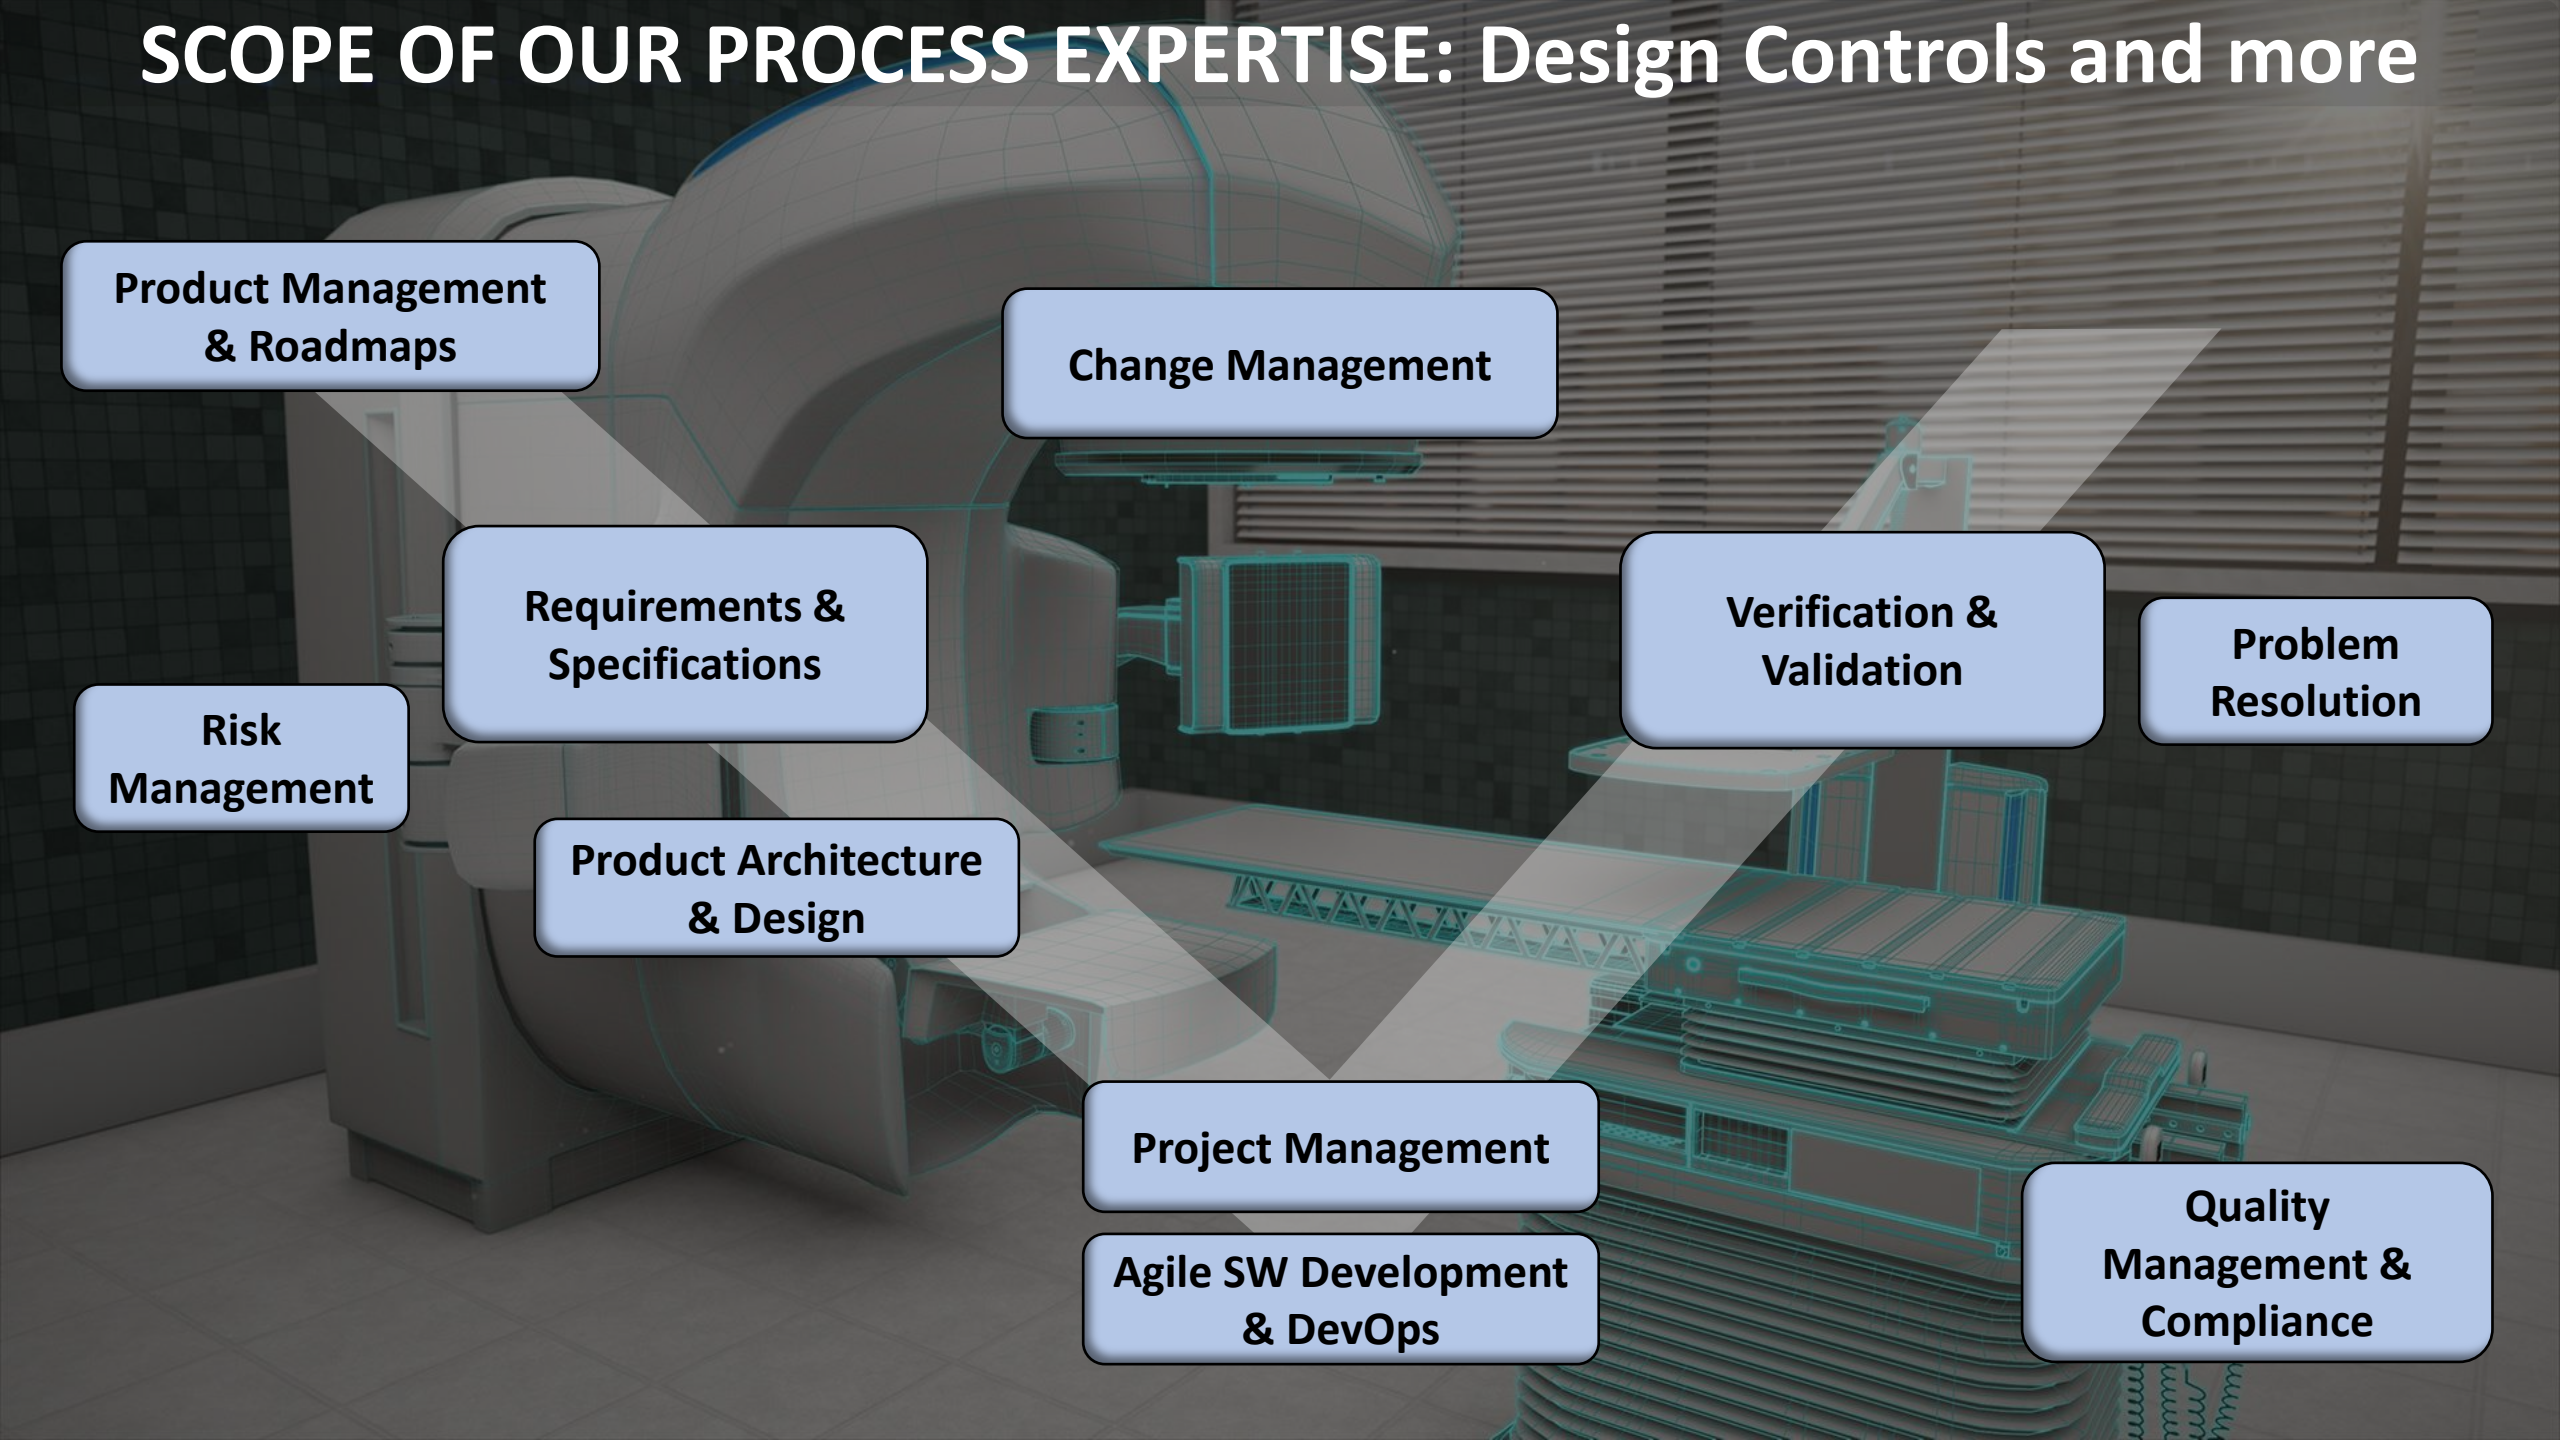 SCOPE OF OUR PROCESS EXPERTISE: Design Controls and more
Product Management
& Roadmaps
Change Management
Requirements &
Specifications
Verification &
Validation
Problem
Resolution
Risk
Management
Product Architecture
& Design
Project Management
Agile SW Development
& DevOps
Quality
Management &
Compliance